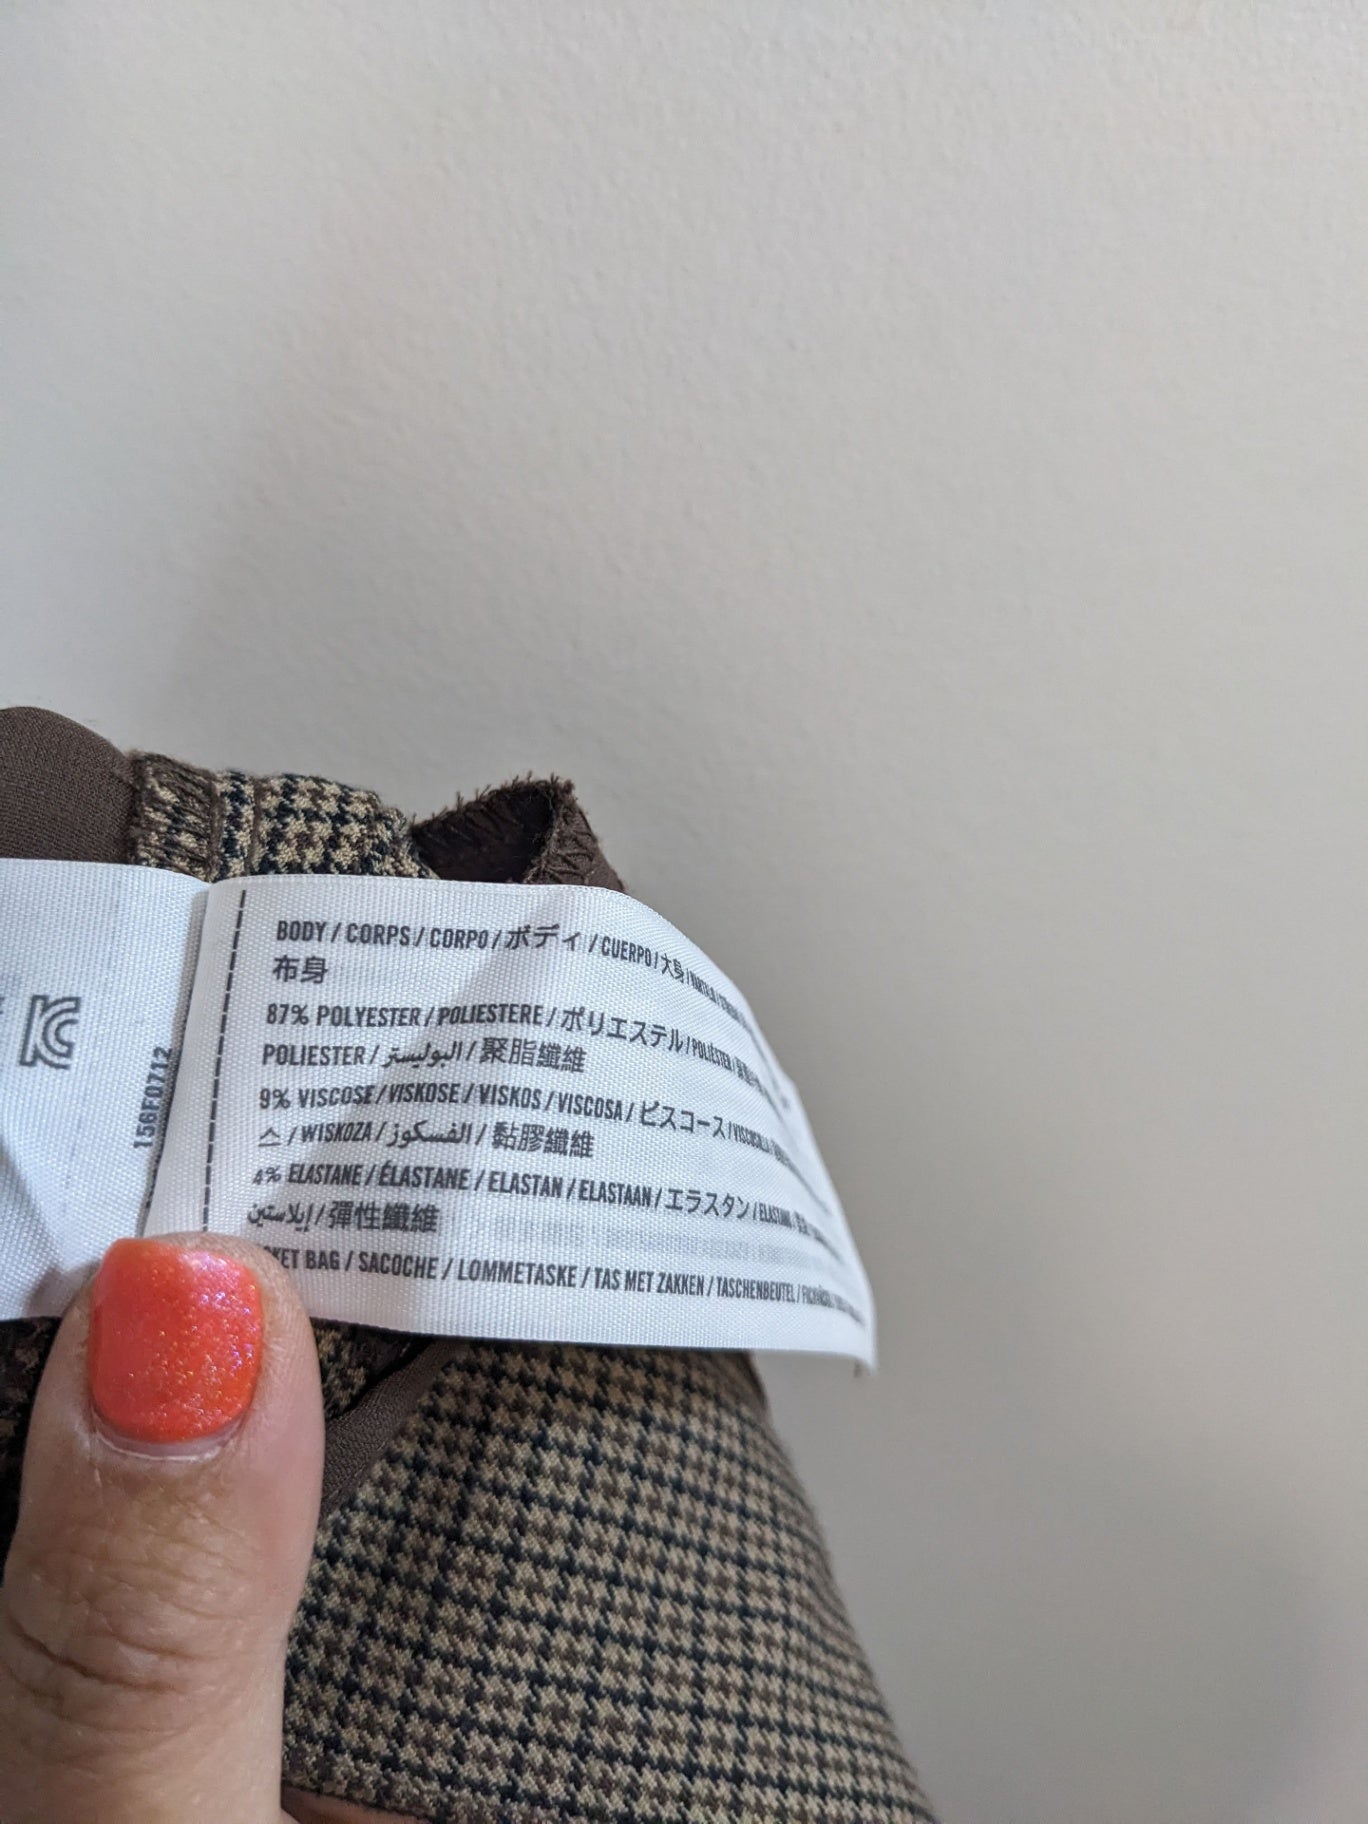 KC
156F0712
BODY / CORPS / CORPO / ボディ / CUERPO / 大身 /
布身
87% POLYESTER / POLIESTERE / ポリエステル / POLIÉSTER /
POLIESTER / البوليستر / 聚脂纖維
9% VISCOSE / VISKOSE / VISKOS / VISCOSA / ビスコース /
스 / WISKOZA / الفسكوز / 黏膠纖維
4% ELASTANE / ÉLASTANE / ELASTAN / ELASTAAN / エラスタン /
إيلاستين / 彈性纖維
BAG / SACOCHE / LOMMETASKE / TAS MET ZAKKEN / TASCHENBEUTEL /